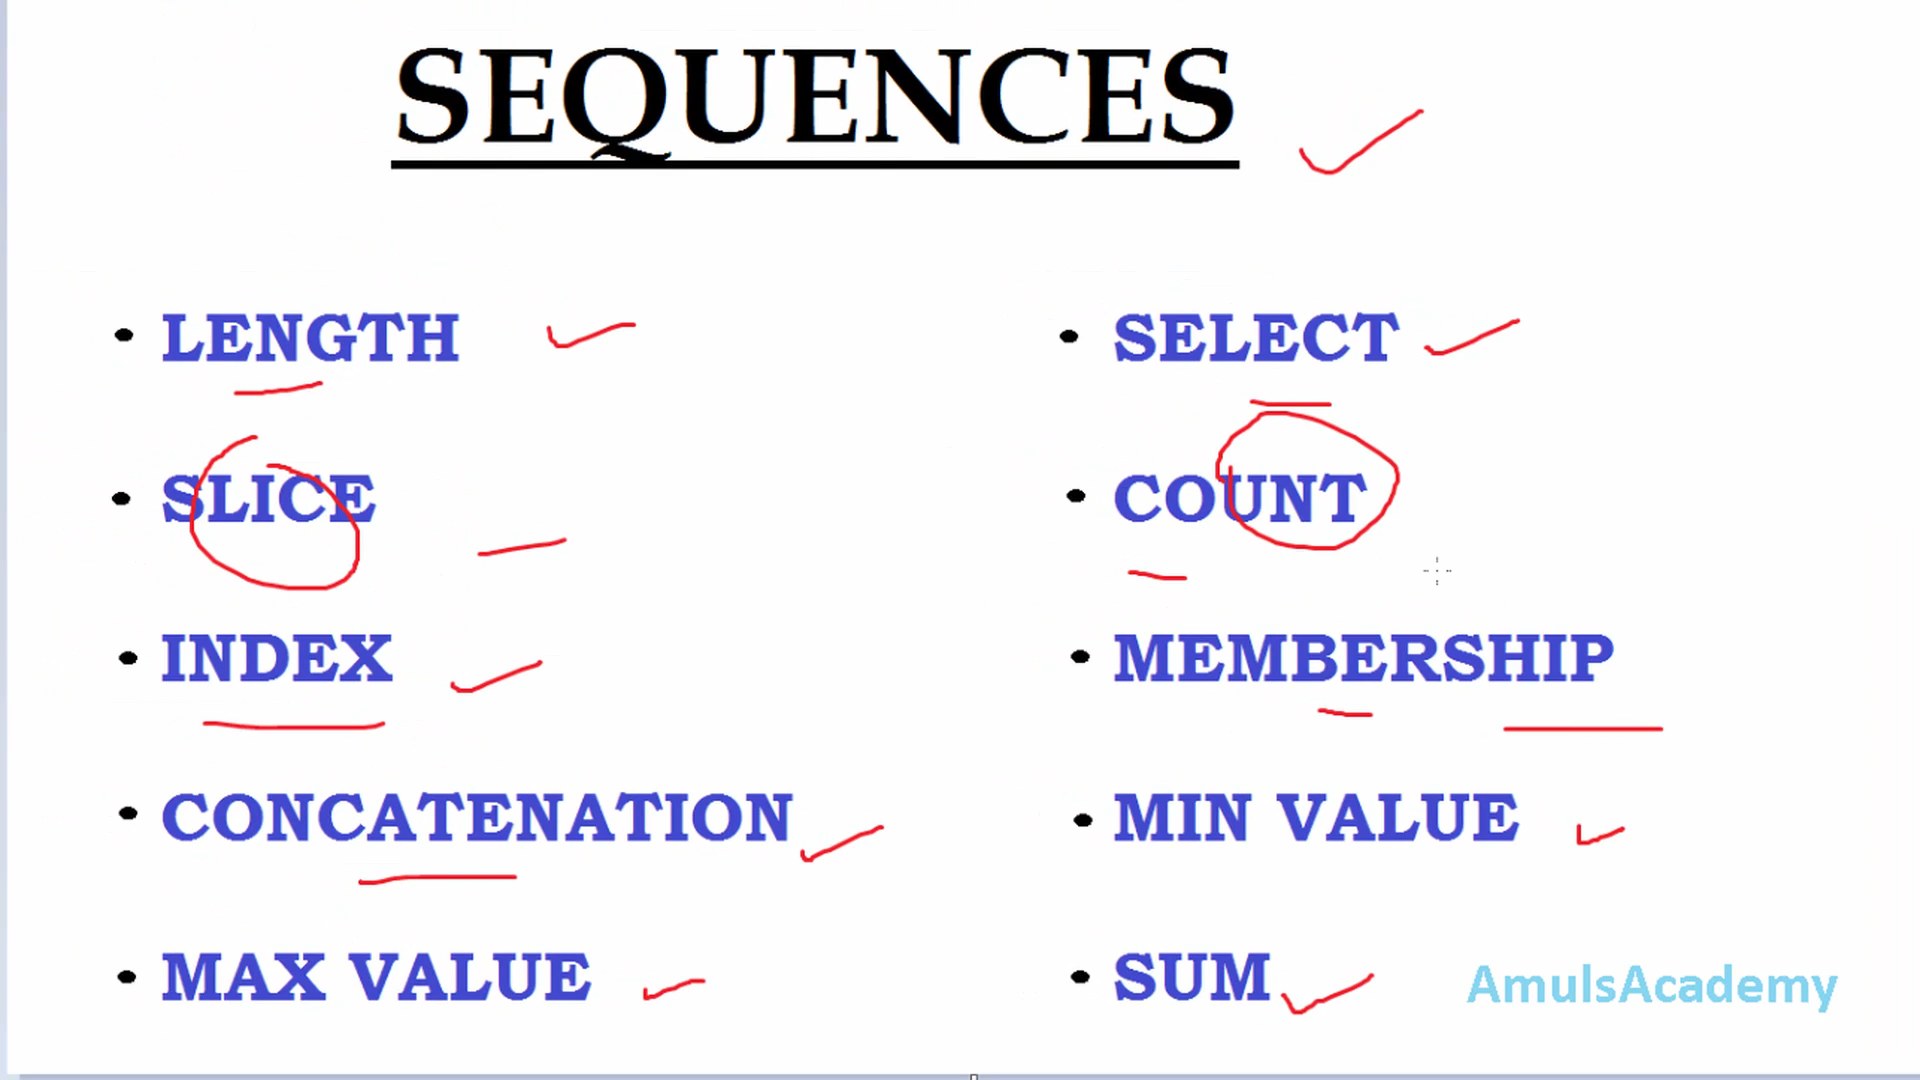 SEQUENCES
• LENGTH
• SLICE
• INDEX
• CONCATENATION
• MAX VALUE
• SELECT
• COUNT
• MEMBERSHIP
• MIN VALUE
• SUM
AmulsAcademy